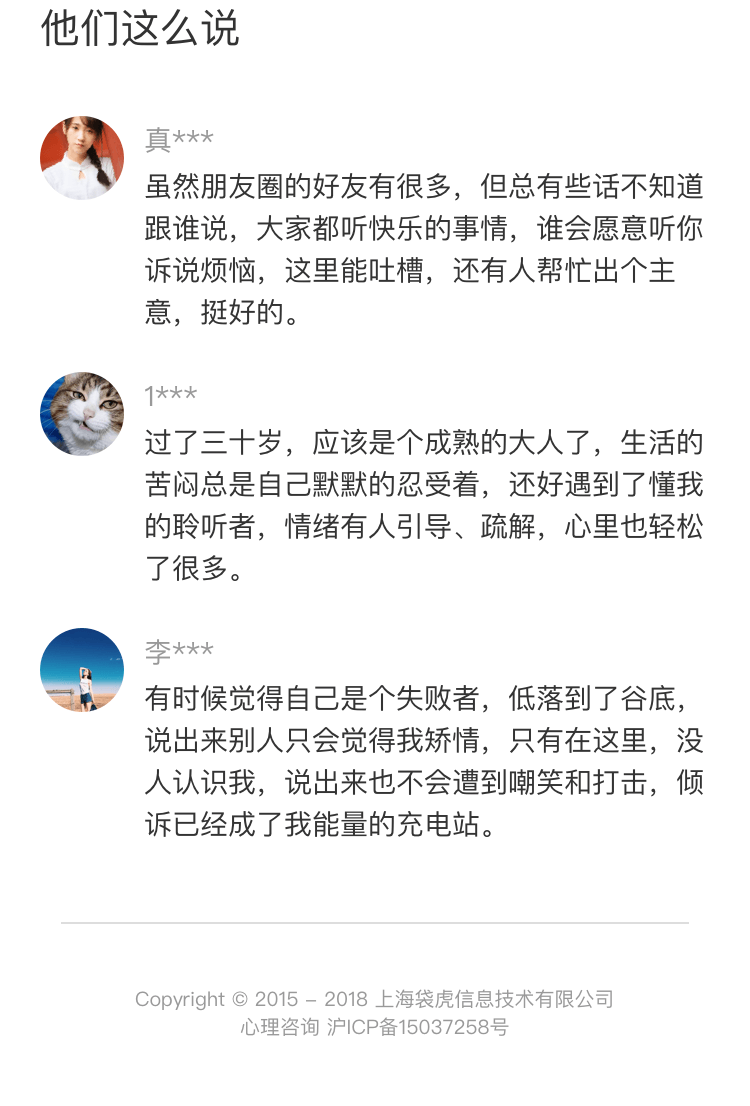 他们这么说
真***
虽然朋友圈的好友有很多，但总有些话不知道
跟谁说，大家都听快乐的事情，谁会愿意听你
诉说烦恼，这里能吐槽，还有人帮忙出个主
意，挺好的。
1***
过了三十岁，应该是个成熟的大人了，生活的
苦闷总是自己默默的忍受着，还好遇到了懂我
的聆听者，情绪有人引导、疏解，心里也轻松
了很多。
李***
有时候觉得自己是个失败者，低落到了谷底，
说出来别人只会觉得我矫情，只有在这里，没
人认识我，说出来也不会遭到嘲笑和打击，倾
诉已经成了我能量的充电站。
Copyright © 2015 – 2018 上海袋虎信息技术有限公司
心理咨询 沪ICP备15037258号